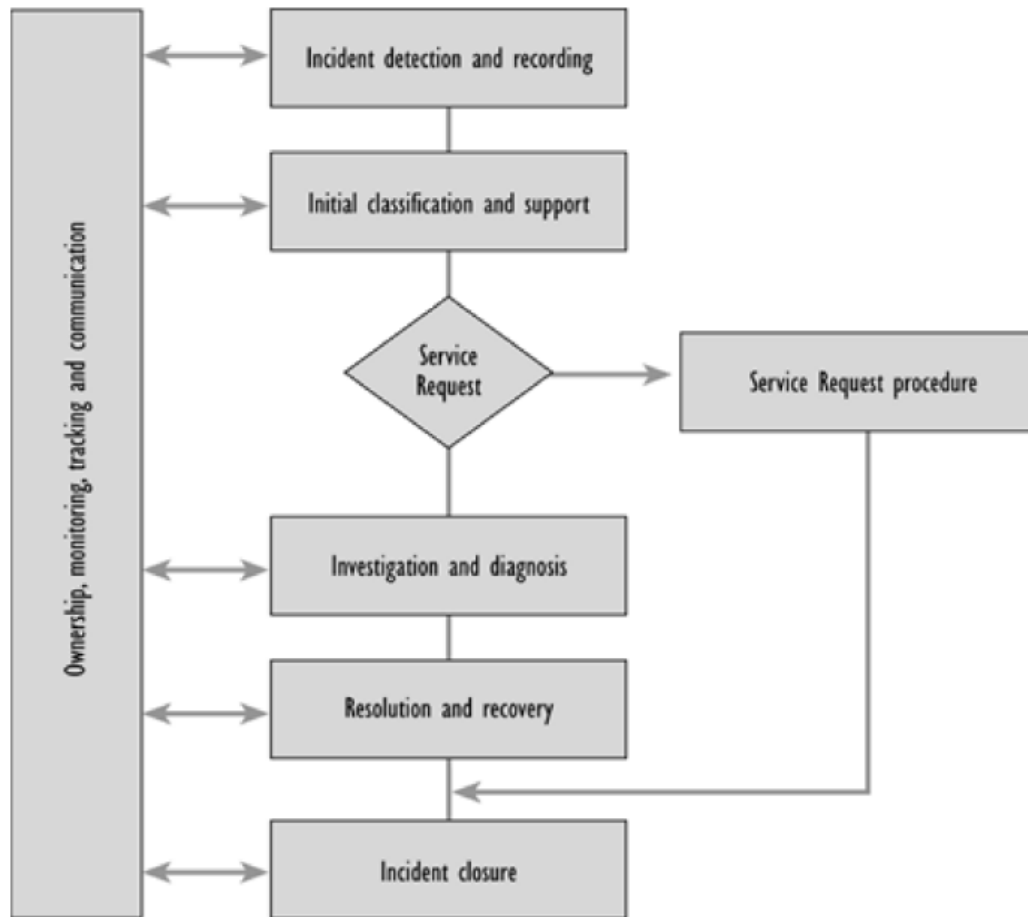 Ownership, monitoring, tracking and communication
Incident detection and recording
Initial classification and support
Service
Request
Service Request procedure
Investigation and diagnosis
Resolution and recovery
Incident closure